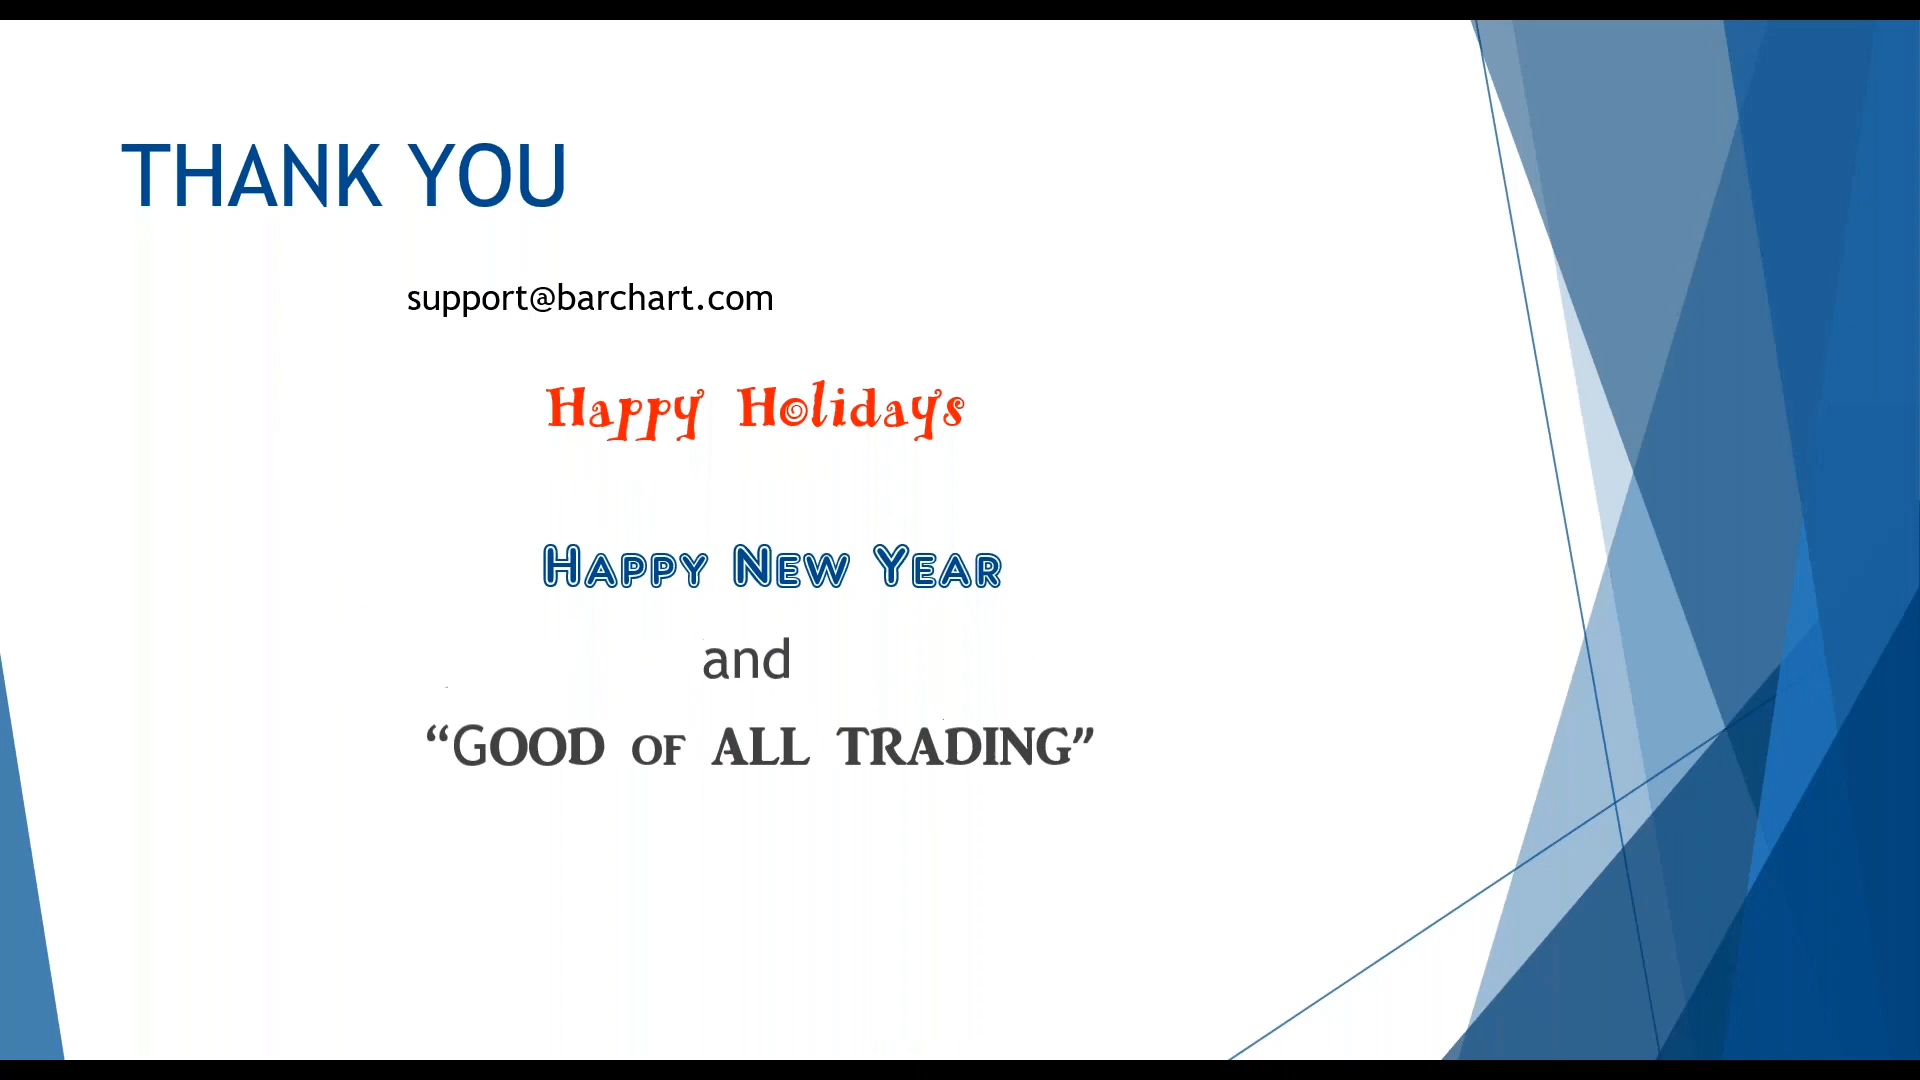 THANK YOU
support@barchart.com
Happy Holidays
Happy New Year
and
“GOOD OF ALL TRADING”